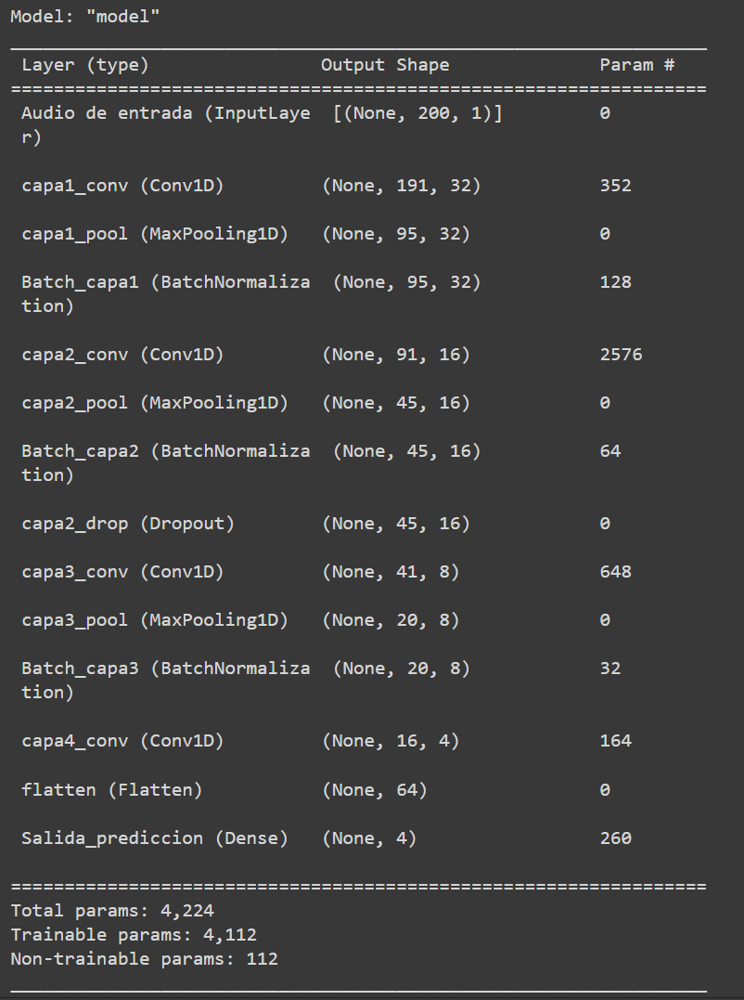 Model: "model"
Layer (type) Output Shape Param #
Audio de entrada (InputLaye [(None, 200, 1)] 0
r)
capa1_conv (Conv1D) (None, 191, 32) 352
capa1_pool (MaxPooling1D) (None, 95, 32) 0
Batch_capa1 (BatchNormaliza (None, 95, 32) 128
tion)
capa2_conv (Conv1D) (None, 91, 16) 2576
capa2_pool (MaxPooling1D) (None, 45, 16) 0
Batch_capa2 (BatchNormaliza (None, 45, 16) 64
tion)
capa2_drop (Dropout) (None, 45, 16) 0
capa3_conv (Conv1D) (None, 41, 8) 648
capa3_pool (MaxPooling1D) (None, 20, 8) 0
Batch_capa3 (BatchNormaliza (None, 20, 8) 32
tion)
capa4_conv (Conv1D) (None, 16, 4) 164
flatten (Flatten) (None, 64) 0
Salida_prediccion (Dense) (None, 4) 260
Total params: 4,224
Trainable params: 4,112
Non-trainable params: 112